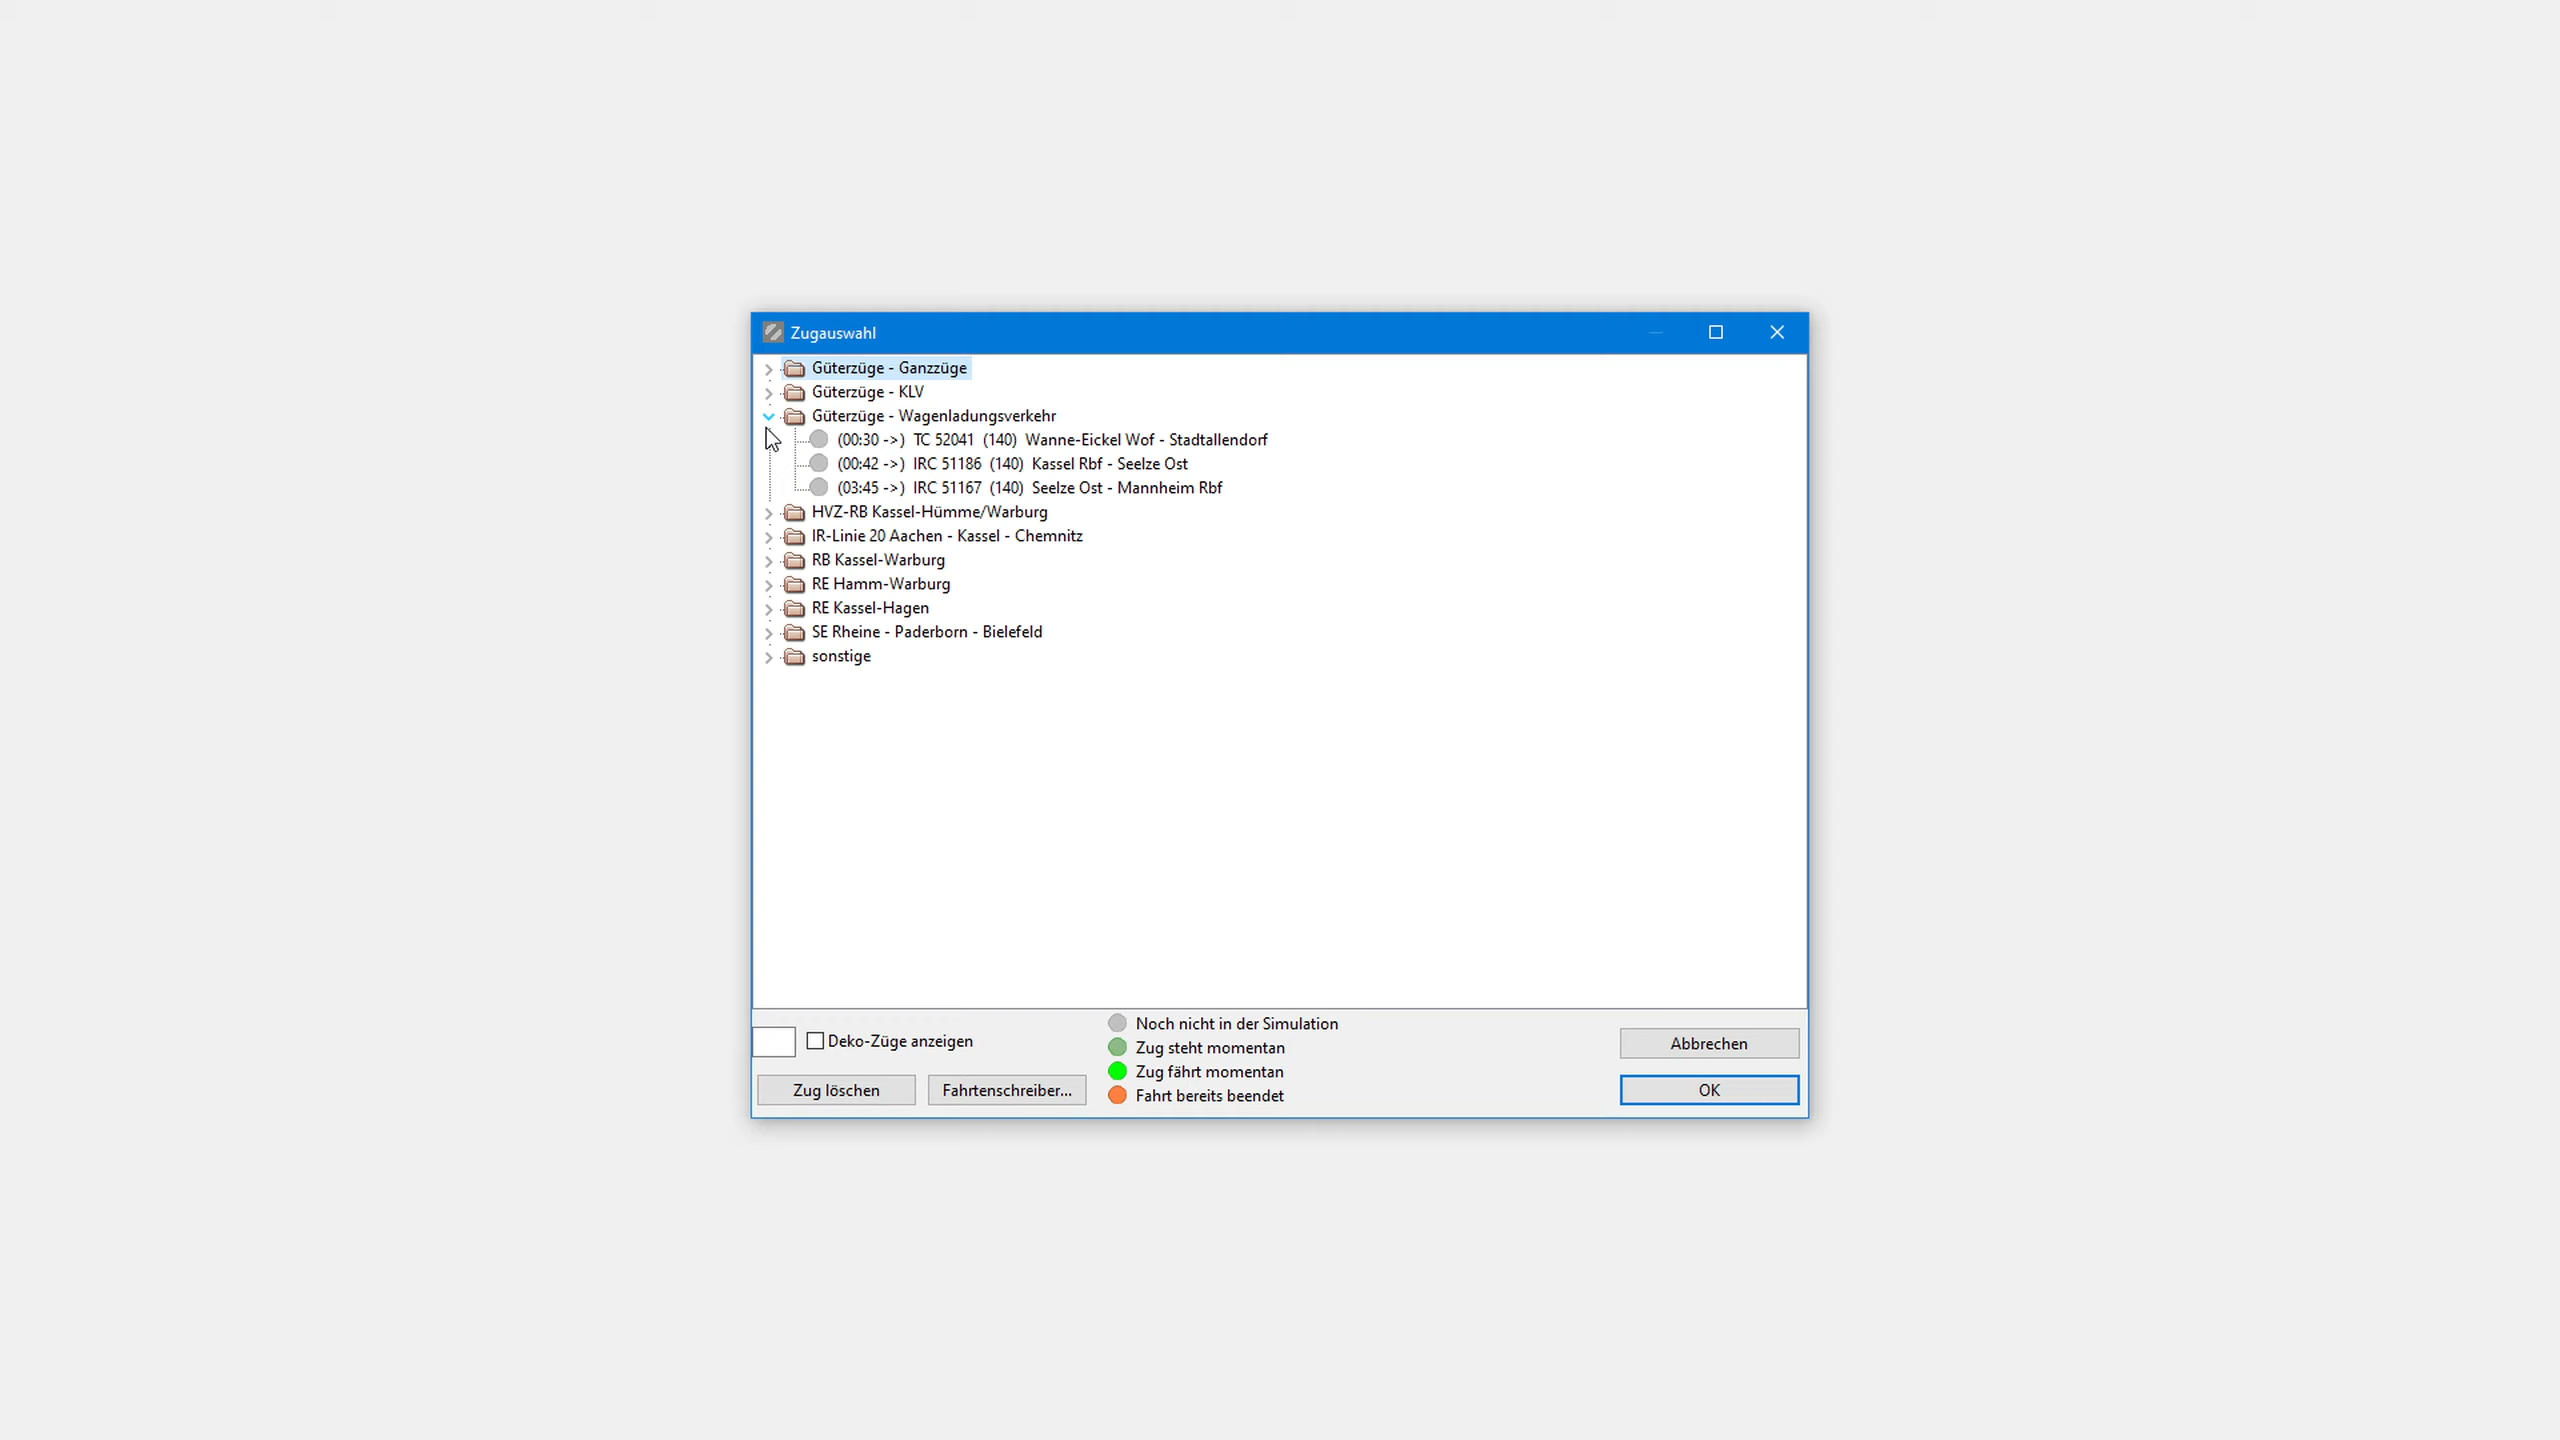 Zugauswahl
Güterzüge - Ganzzüge
Güterzüge - KLV
Güterzüge - Wagenladungsverkehr
(00:30 ->) TC 52041 (140) Wanne-Eickel Wof - Stadtallendorf
(00:42 ->) IRC 51186 (140) Kassel Rbf - Seelze Ost
(03:45 ->) IRC 51167 (140) Seelze Ost - Mannheim Rbf
HVZ-RB Kassel-Hümme/Warburg
IR-Linie 20 Aachen - Kassel - Chemnitz
RB Kassel-Warburg
RE Hamm-Warburg
RE Kassel-Hagen
SE Rheine - Paderborn - Bielefeld
sonstige
Deko-Züge anzeigen
Zug löschen
Fahrtenschreiber...
Noch nicht in der Simulation
Zug steht momentan
Zug fährt momentan
Fahrt bereits beendet
Abbrechen
OK